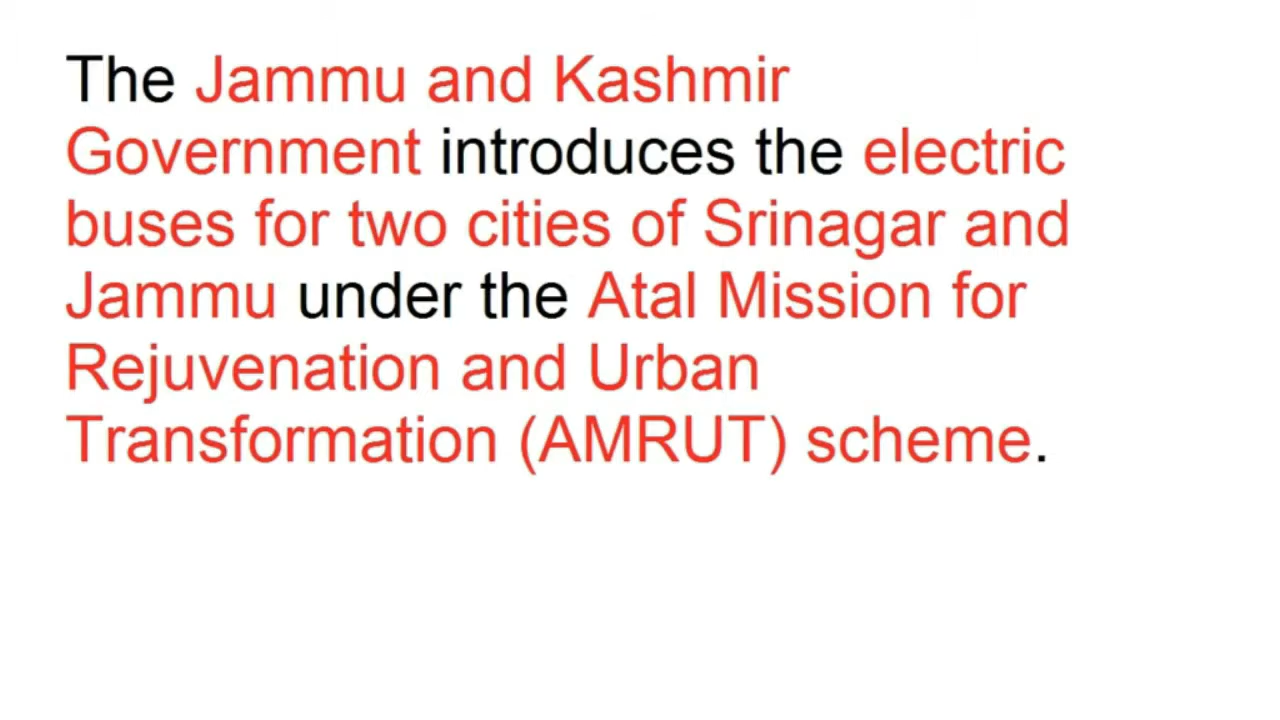 The Jammu and Kashmir
Government introduces the electric
buses for two cities of Srinagar and
Jammu under the Atal Mission for
Rejuvenation and Urban
Transformation (AMRUT) scheme.